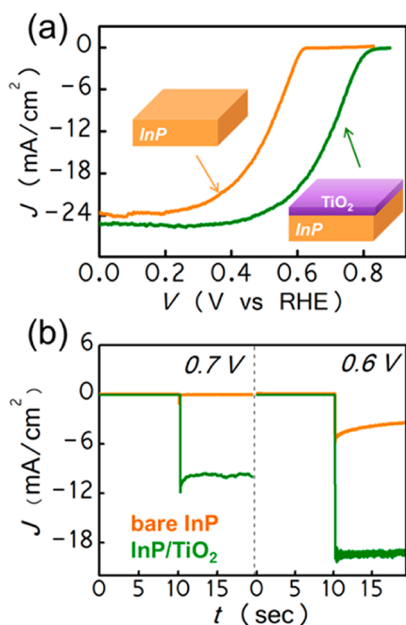 (a)
0
-6
-12
-18
-24
J (mA/cm²)
InP
TiO₂
InP
0.0 0.2 0.4 0.6 0.8
V (V vs RHE)
(b)
6
0
-6
-12
-18
J (mA/cm²)
0.7 V 0.6 V
bare InP
InP/TiO₂
0 5 10 15 0 5 10 15
t (sec)